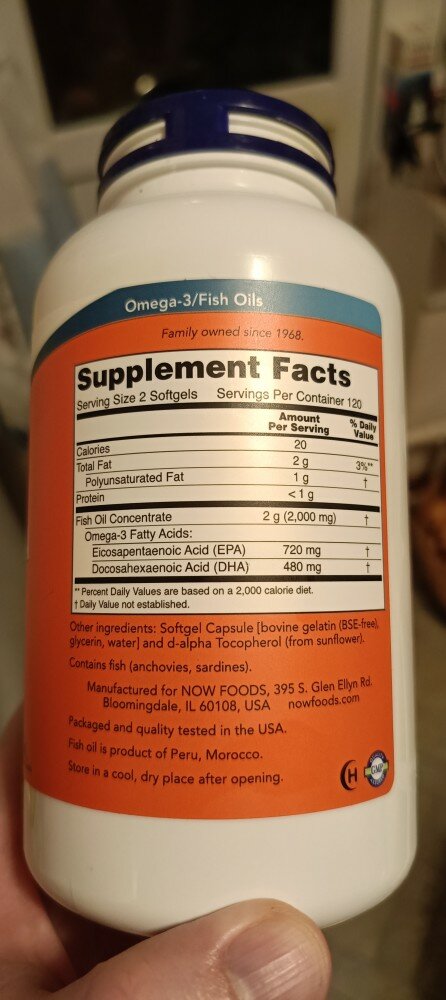 Omega-3/Fish Oils
Family owned since 1968.
Supplement Facts
Serving Size 2 Softgels Servings Per Container 120
Amount Per Serving % Daily Value
Calories 20
Total Fat 2 g 3%**
Polyunsaturated Fat 1 g †
Protein < 1 g
Fish Oil Concentrate 2 g (2,000 mg) †
Omega-3 Fatty Acids:
Eicosapentaenoic Acid (EPA) 720 mg †
Docosahexaenoic Acid (DHA) 480 mg †
** Percent Daily Values are based on a 2,000 calorie diet.
† Daily Value not established.
Other ingredients: Softgel Capsule [bovine gelatin (BSE-free),
glycerin, water] and d-alpha Tocopherol (from sunflower).
Contains fish (anchovies, sardines).
Manufactured for NOW FOODS, 395 S. Glen Ellyn Rd.
Bloomingdale, IL 60108, USA nowfoods.com
Packaged and quality tested in the USA.
Fish oil is product of Peru, Morocco.
Store in a cool, dry place after opening.
H GMP